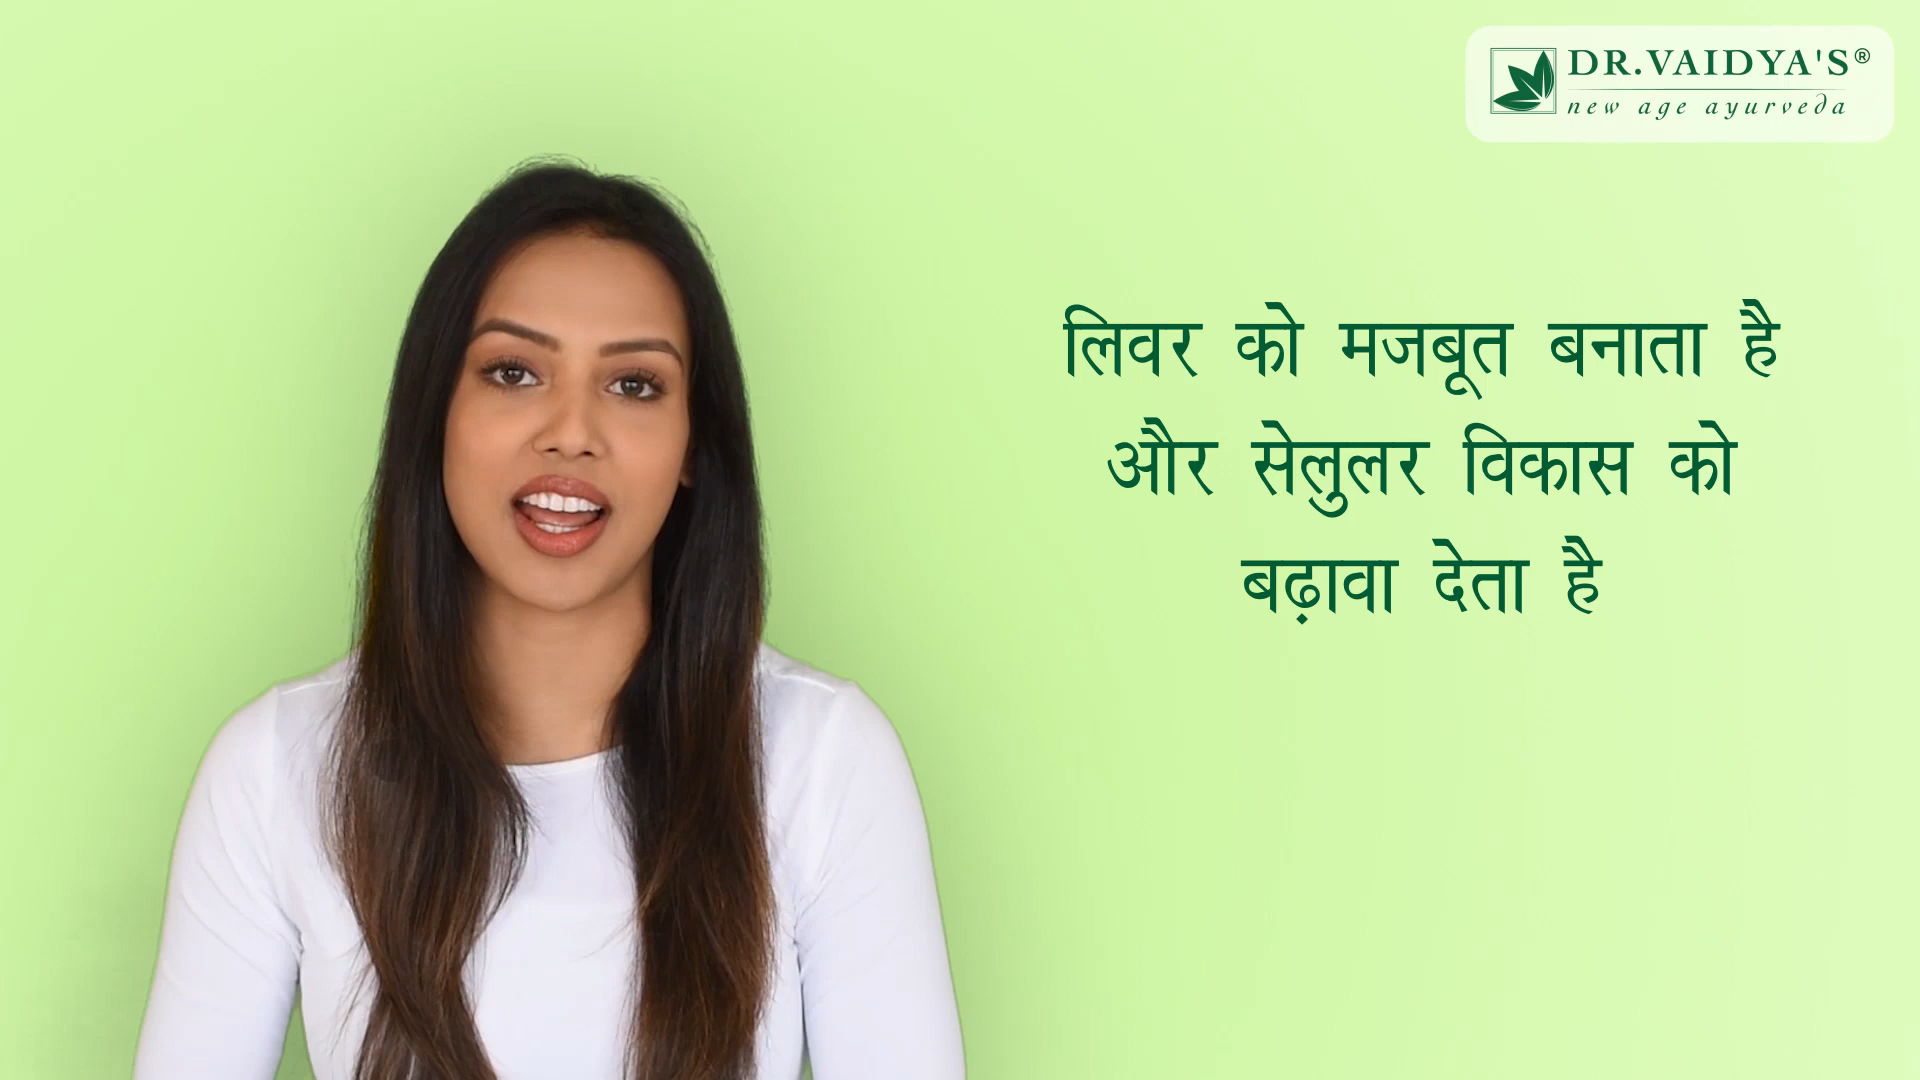 DR.VAIDYA'S®
new age ayurveda
लिवर को मजबूत बनाता है
और सेलुलर विकास को
बढ़ावा देता है